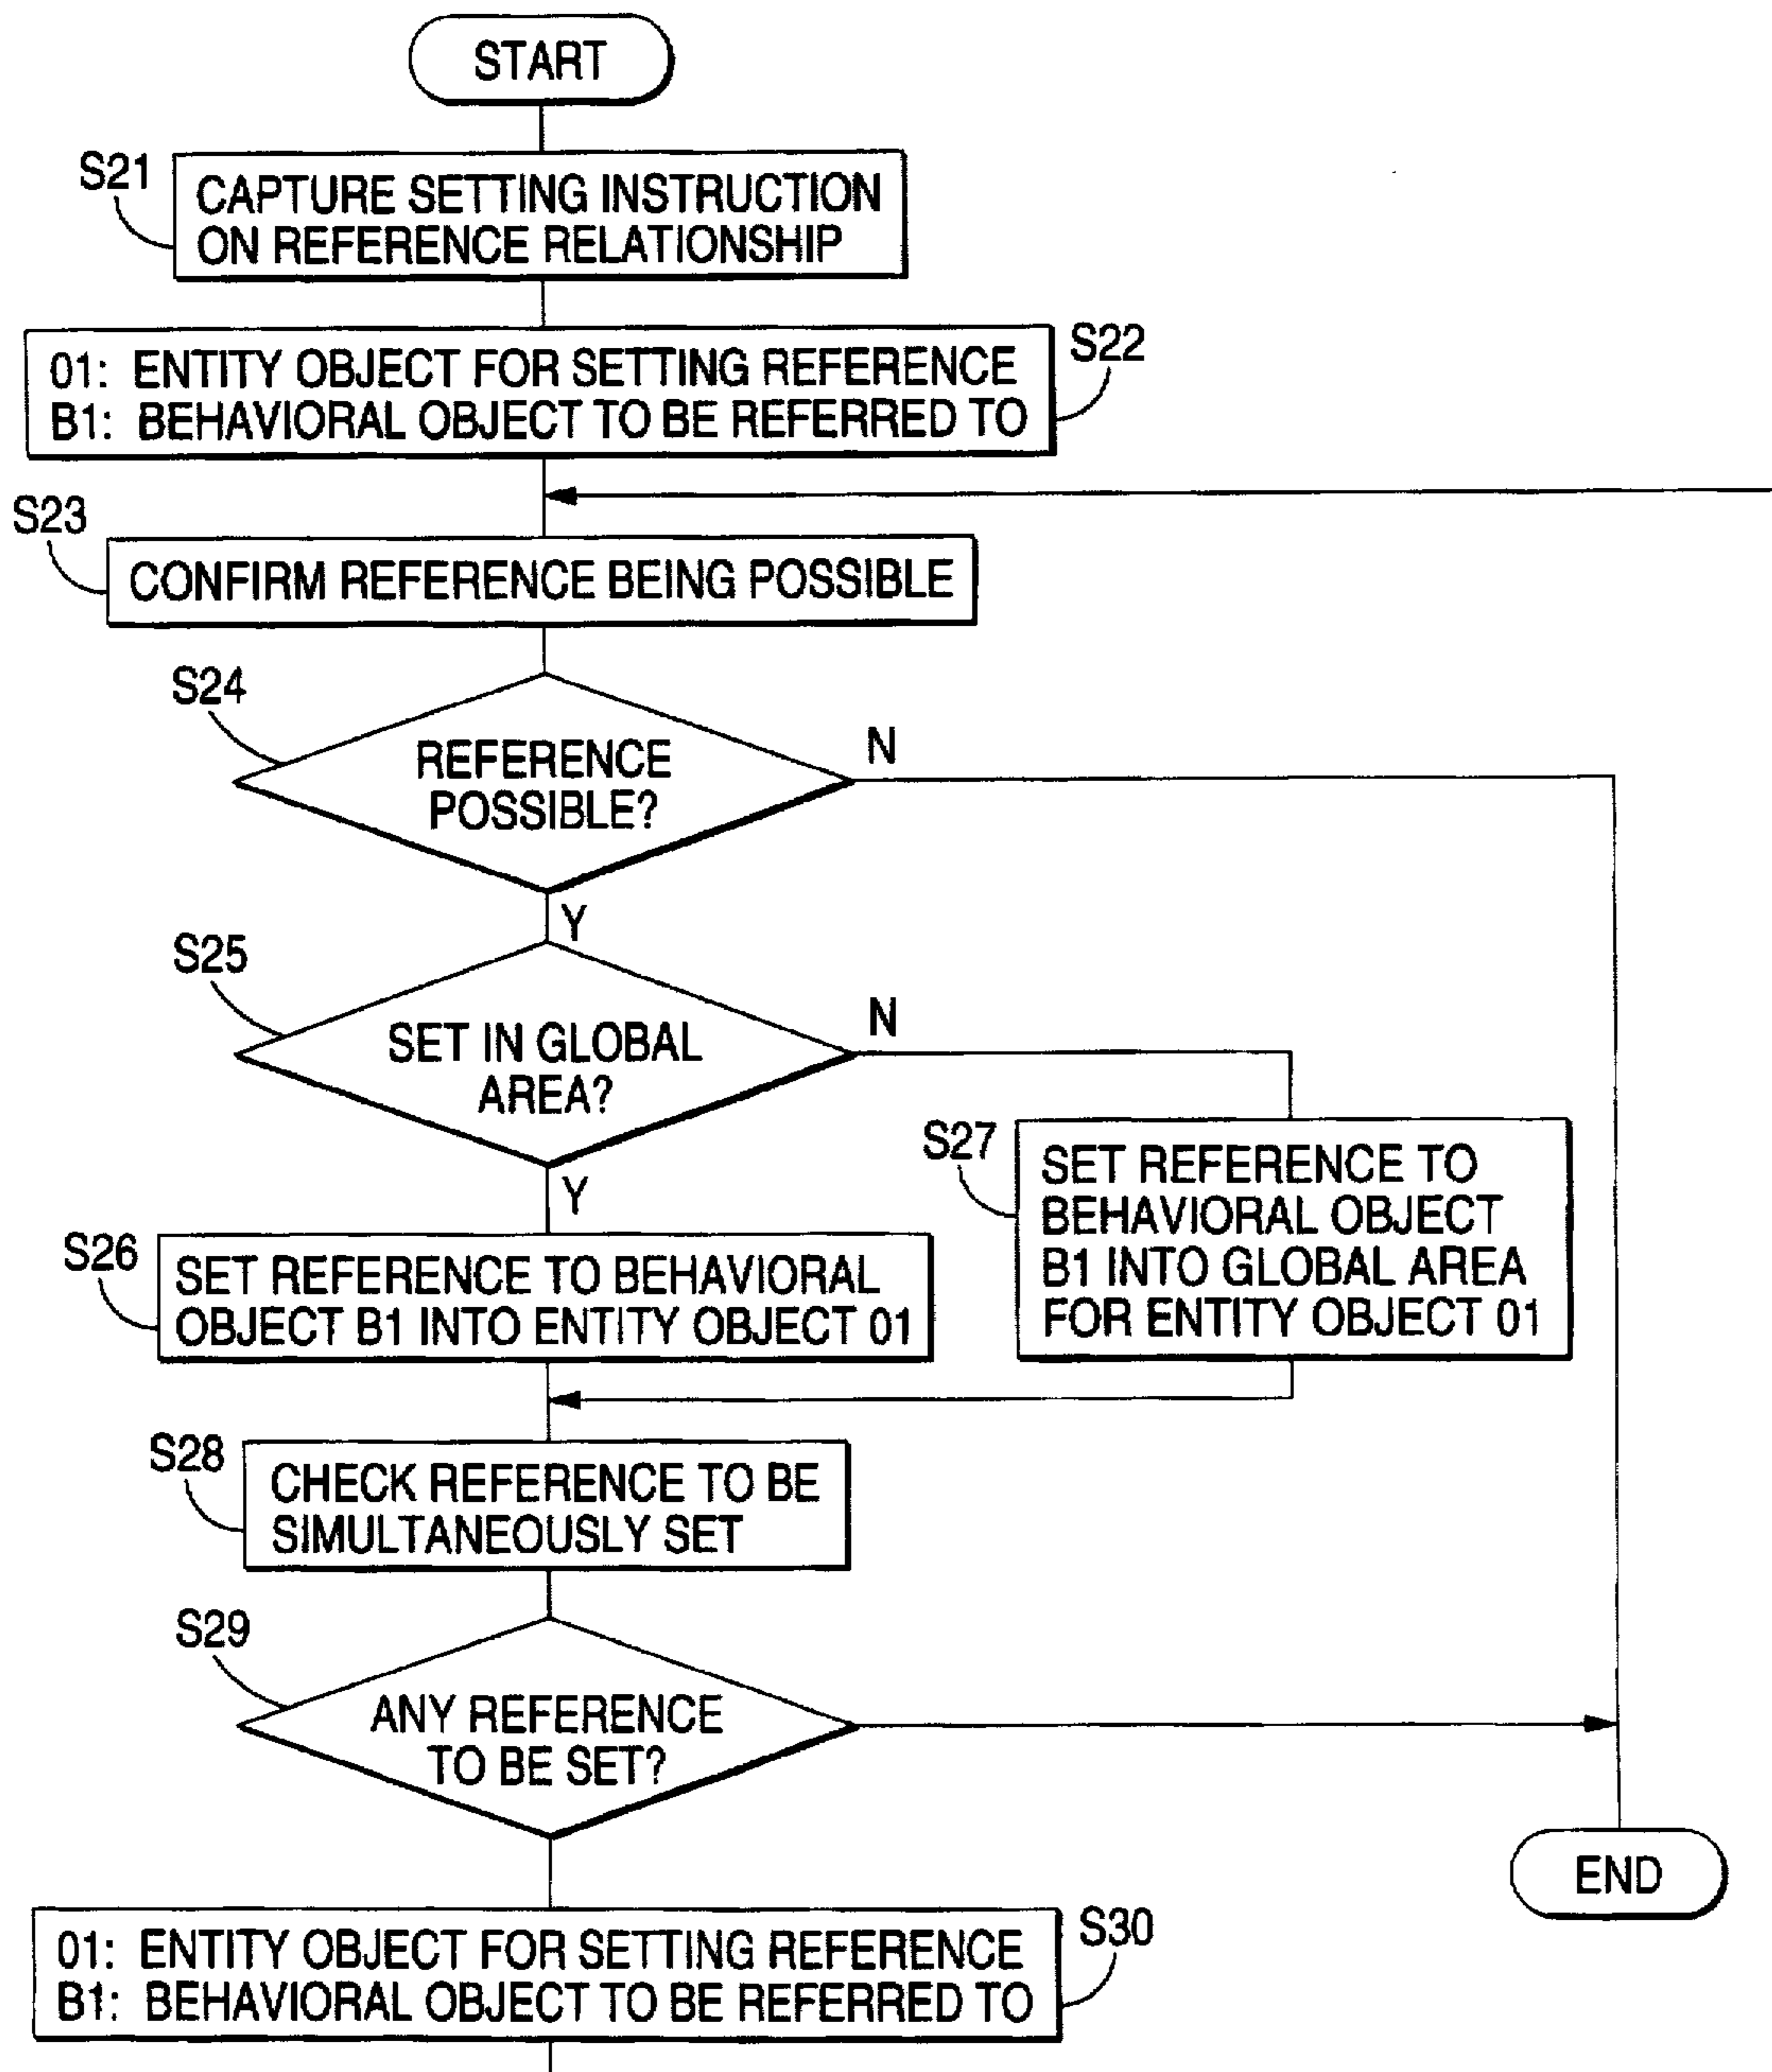 START
S21
CAPTURE SETTING INSTRUCTION
ON REFERENCE RELATIONSHIP
01: ENTITY OBJECT FOR SETTING REFERENCE
B1: BEHAVIORAL OBJECT TO BE REFERRED TO
S22
S23
CONFIRM REFERENCE BEING POSSIBLE
S24
REFERENCE
POSSIBLE?
N
Y
S25
SET IN GLOBAL
AREA?
N
Y
S26
SET REFERENCE TO BEHAVIORAL
OBJECT B1 INTO ENTITY OBJECT 01
S27
SET REFERENCE TO
BEHAVIORAL OBJECT
B1 INTO GLOBAL AREA
FOR ENTITY OBJECT 01
S28
CHECK REFERENCE TO BE
SIMULTANEOUSLY SET
S29
ANY REFERENCE
TO BE SET?
END
01: ENTITY OBJECT FOR SETTING REFERENCE
B1: BEHAVIORAL OBJECT TO BE REFERRED TO
S30